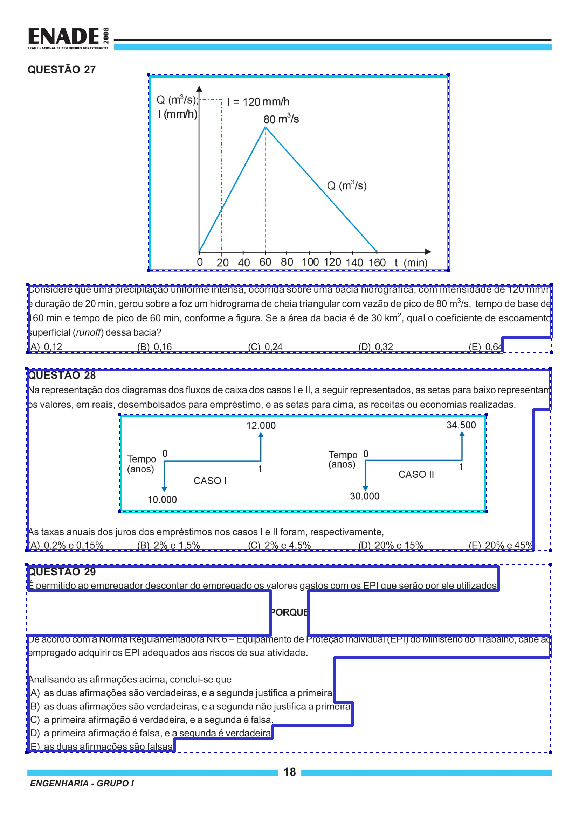 ENADE 2008
EXAME NACIONAL DE DESEMPENHO DOS ESTUDANTES
QUESTÃO 27
Q (m³/s);
I (mm/h)
I = 120 mm/h
80 m³/s
Q (m³/s)
0 20 40 60 80 100 120 140 160 t (min)
Considere que uma precipitação uniforme intensa, ocorrida sobre uma bacia hidrográfica, com intensidade de 120 mm/h
e duração de 20 min, gerou sobre a foz um hidrograma de cheia triangular com vazão de pico de 80 m³/s, tempo de base de
160 min e tempo de pico de 60 min, conforme a figura. Se a área da bacia é de 30 km², qual o coeficiente de escoamento
superficial (runoff) dessa bacia?
(A) 0,12 (B) 0,16 (C) 0,24 (D) 0,32 (E) 0,64
QUESTÃO 28
Na representação dos diagramas dos fluxos de caixa dos casos I e II, a seguir representados, as setas para baixo representam
os valores, em reais, desembolsados para empréstimo, e as setas para cima, as receitas ou economias realizadas.
12.000
Tempo
(anos)
0
1
CASO I
10.000
34.500
Tempo
(anos)
0
1
CASO II
30.000
As taxas anuais dos juros dos empréstimos nos casos I e II foram, respectivamente,
(A) 0,2% e 0,15% (B) 2% e 1,5% (C) 2% e 4,5% (D) 20% e 15% (E) 20% e 45%
QUESTÃO 29
É permitido ao empregador descontar do empregado os valores gastos com os EPI que serão por ele utilizados
PORQUE
De acordo com a Norma Regulamentadora NR 6 – Equipamento de Proteção Individual (EPI) do Ministério do Trabalho, cabe ao
empregado adquirir os EPI adequados aos riscos de sua atividade.
Analisando as afirmações acima, conclui-se que
(A) as duas afirmações são verdadeiras, e a segunda justifica a primeira.
(B) as duas afirmações são verdadeiras, e a segunda não justifica a primeira.
(C) a primeira afirmação é verdadeira, e a segunda é falsa.
(D) a primeira afirmação é falsa, e a segunda é verdadeira.
(E) as duas afirmações são falsas.
18
ENGENHARIA - GRUPO I